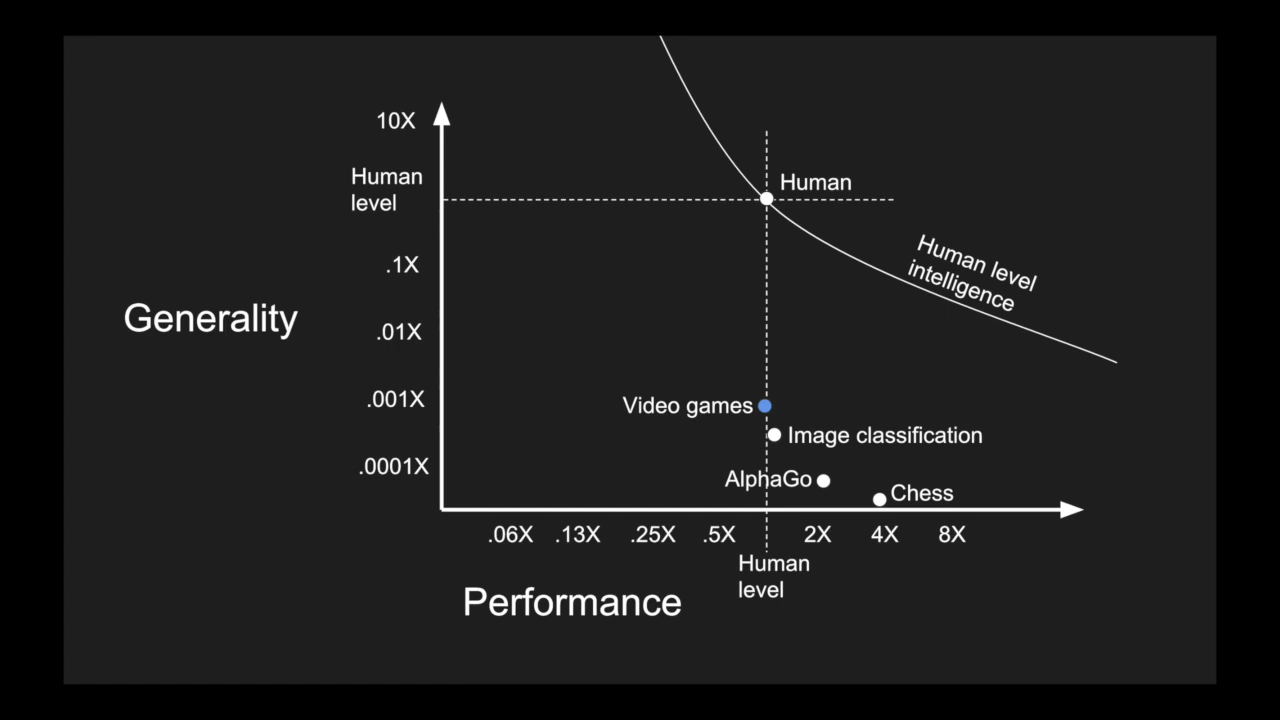 10X
Human
level
Human
.1X
Human level
intelligence
Generality
.01X
.001X
Video games
Image classification
.0001X
AlphaGo
Chess
.06X .13X .25X .5X 2X 4X 8X
Human
level
Performance